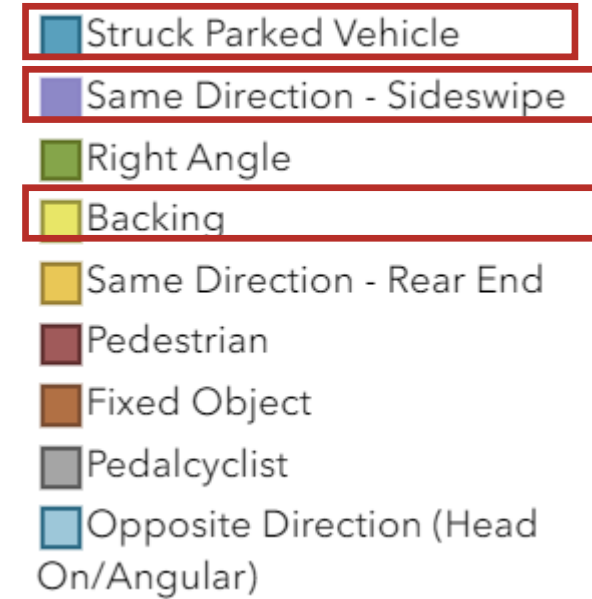 Struck Parked Vehicle
Same Direction - Sideswipe
Right Angle
Backing
Same Direction - Rear End
Pedestrian
Fixed Object
Pedalcyclist
Opposite Direction (Head
On/Angular)